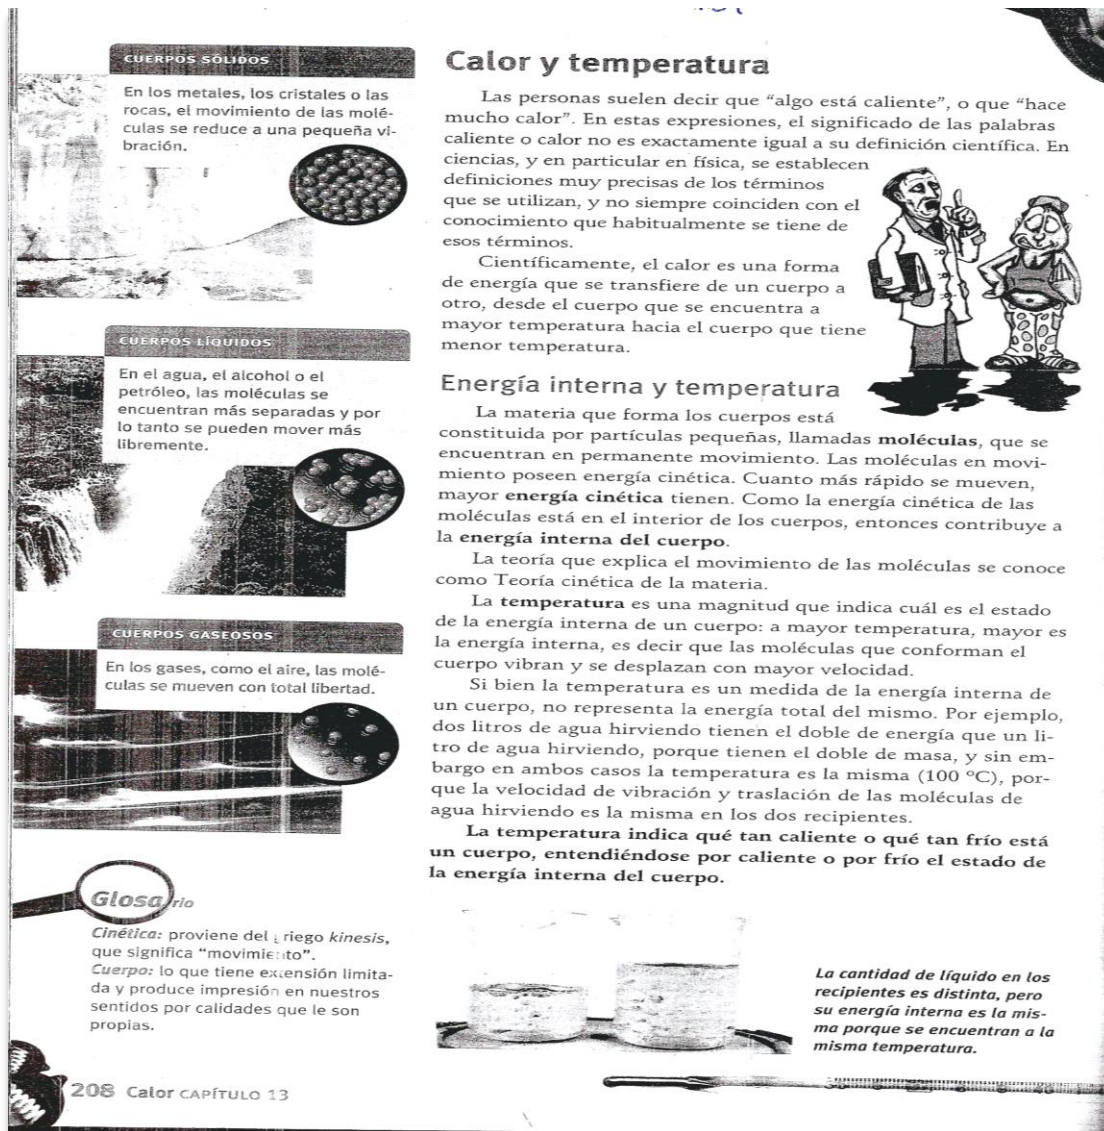 CUERPOS SÓLIDOS
En los metales, los cristales o las
rocas, el movimiento de las molé-
culas se reduce a una pequeña vi-
bración.
CUERPOS LÍQUIDOS
En el agua, el alcohol o el
petróleo, las moléculas se
encuentran más separadas y por
lo tanto se pueden mover más
libremente.
CUERPOS GASEOSOS
En los gases, como el aire, las molé-
culas se mueven con total libertad.
Glosario
Cinética: proviene del griego kinesis,
que significa “movimiento”.
Cuerpo: lo que tiene extensión limita-
da y produce impresión en nuestros
sentidos por calidades que le son
propias.
Calor y temperatura
Las personas suelen decir que “algo está caliente”, o que “hace
mucho calor”. En estas expresiones, el significado de las palabras
caliente o calor no es exactamente igual a su definición científica. En
ciencias, y en particular en física, se establecen
definiciones muy precisas de los términos
que se utilizan, y no siempre coinciden con el
conocimiento que habitualmente se tiene de
esos términos.
Científicamente, el calor es una forma
de energía que se transfiere de un cuerpo a
otro, desde el cuerpo que se encuentra a
mayor temperatura hacia el cuerpo que tiene
menor temperatura.
Energía interna y temperatura
La materia que forma los cuerpos está
constituida por partículas pequeñas, llamadas moléculas, que se
encuentran en permanente movimiento. Las moléculas en movi-
miento poseen energía cinética. Cuanto más rápido se mueven,
mayor energía cinética tienen. Como la energía cinética de las
moléculas está en el interior de los cuerpos, entonces contribuye a
la energía interna del cuerpo.
La teoría que explica el movimiento de las moléculas se conoce
como Teoría cinética de la materia.
La temperatura es una magnitud que indica cuál es el estado
de la energía interna de un cuerpo: a mayor temperatura, mayor es
la energía interna, es decir que las moléculas que conforman el
cuerpo vibran y se desplazan con mayor velocidad.
Si bien la temperatura es un medida de la energía interna de
un cuerpo, no representa la energía total del mismo. Por ejemplo,
dos litros de agua hirviendo tienen el doble de energía que un li-
tro de agua hirviendo, porque tienen el doble de masa, y sin em-
bargo en ambos casos la temperatura es la misma (100 ºC), por-
que la velocidad de vibración y traslación de las moléculas de
agua hirviendo es la misma en los dos recipientes.
La temperatura indica qué tan caliente o qué tan frío está
un cuerpo, entendiéndose por caliente o por frío el estado de
la energía interna del cuerpo.
La cantidad de líquido en los
recipientes es distinta, pero
su energía interna es la mis-
ma porque se encuentran a la
misma temperatura.
208 Calor CAPÍTULO 13